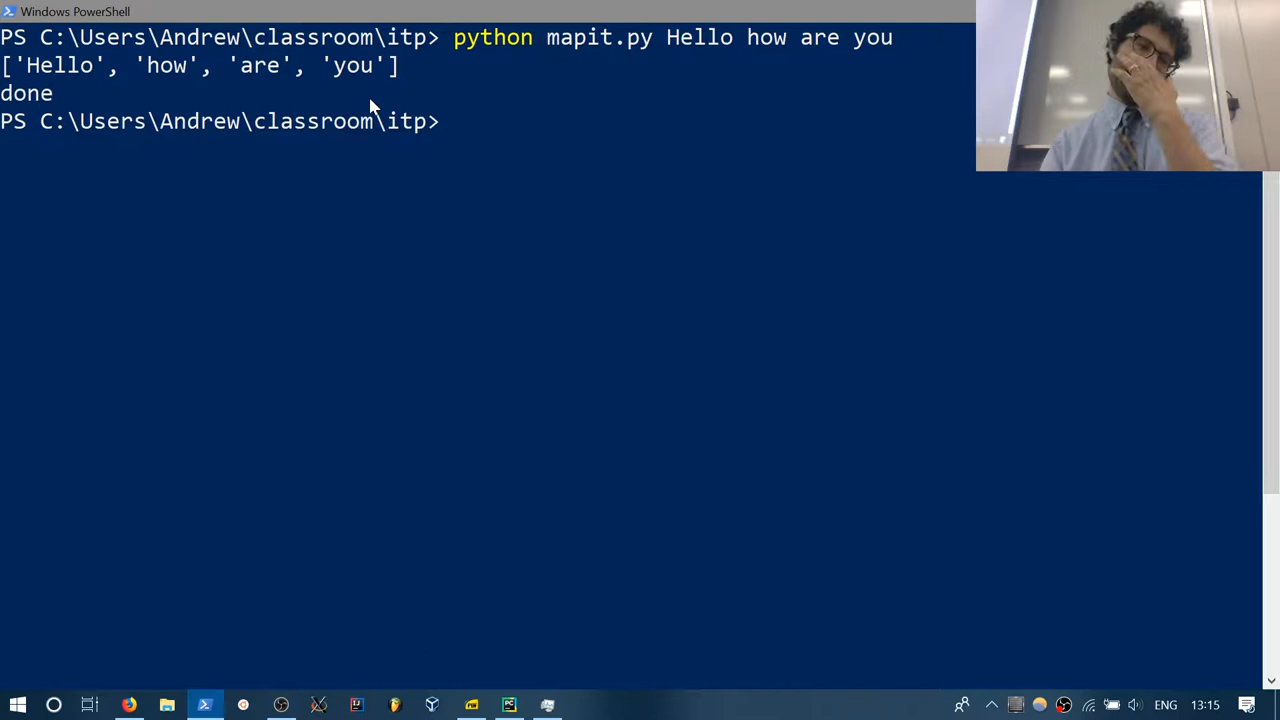 Windows PowerShell
PS C:\Users\Andrew\classroom\itp> python mapit.py Hello how are you
['Hello', 'how', 'are', 'you']
done
PS C:\Users\Andrew\classroom\itp>
ENG 13:15